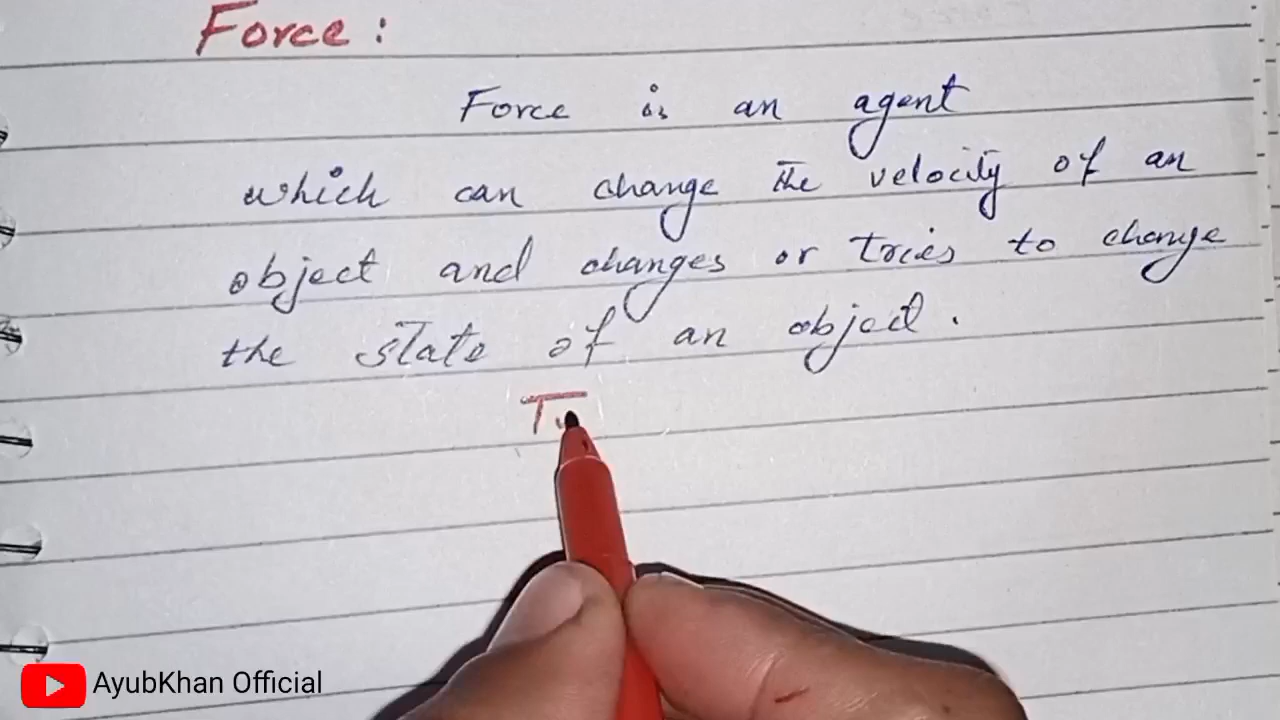 Force :
Force is an agent
which can change the velocity of an
object and changes or tries to change
the state of an object.
T
AyubKhan Official